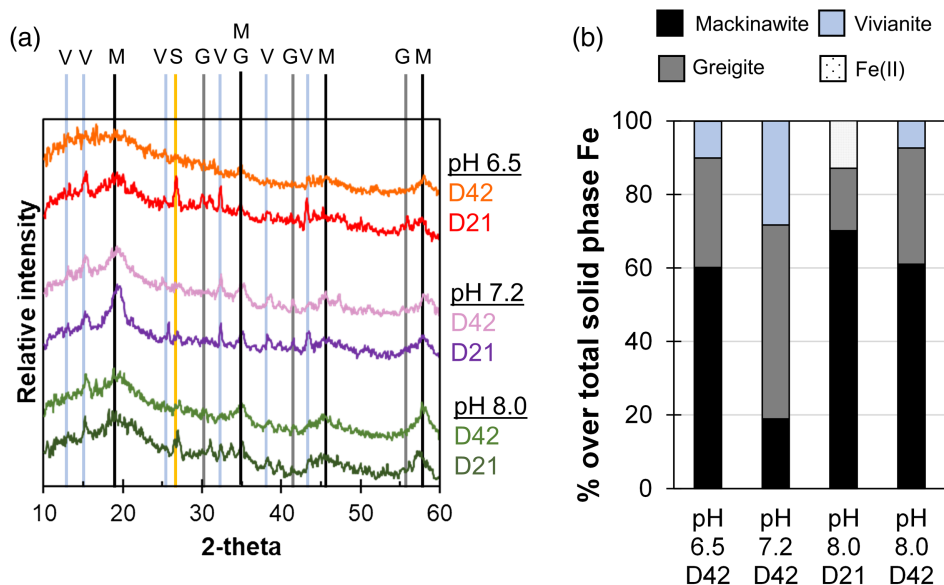 (a)
M
V V M V S G V G V G V M G M
pH 6.5
D42
D21
pH 7.2
D42
D21
pH 8.0
D42
D21
Relative intensity
10 20 30 40 50 60
2-theta
(b)
Mackinawite Vivianite
Greigite Fe(II)
% over total solid phase Fe
100
80
60
40
20
0
pH pH pH pH
6.5 7.2 8.0 8.0
D42 D42 D21 D42